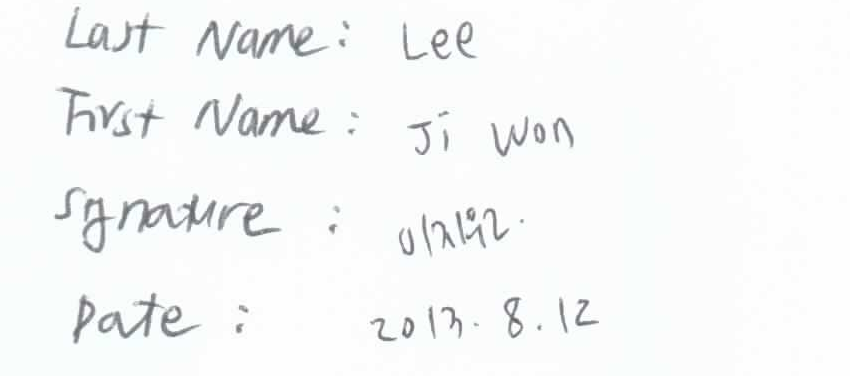 Last Name: Lee
First Name: Ji Won
Signature: 이지원.
Date: 2013. 8. 12